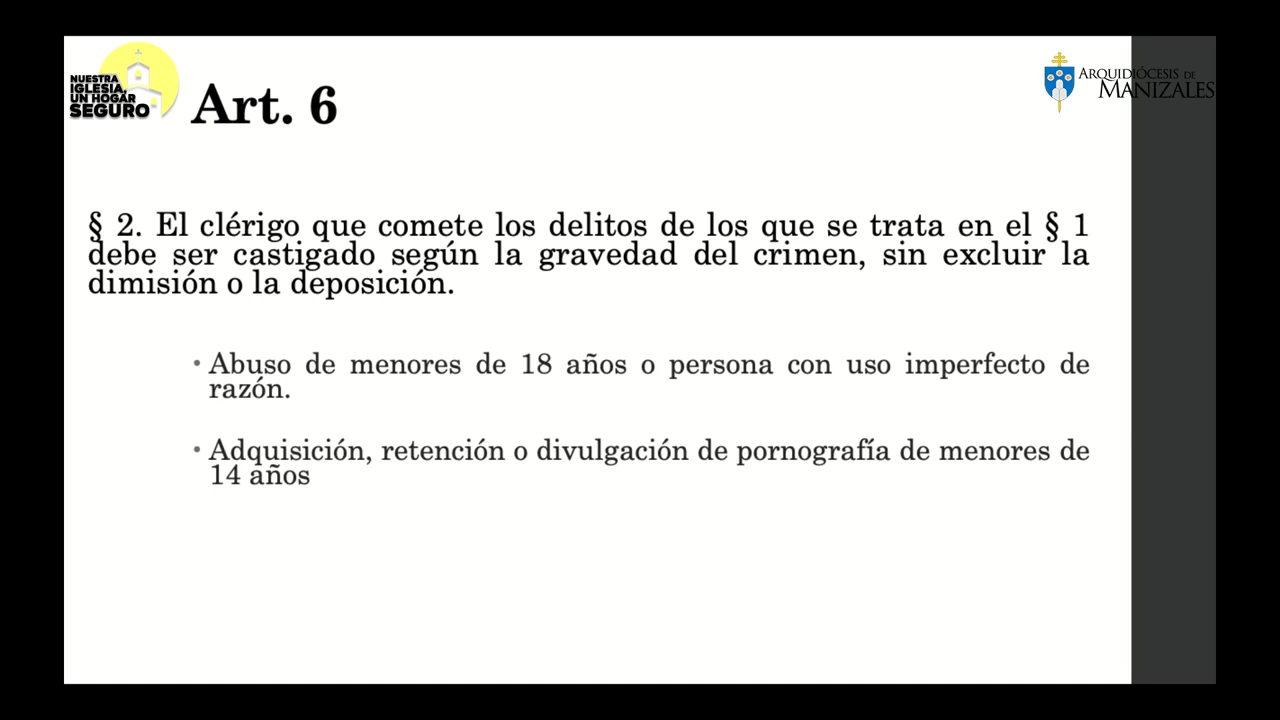 NUESTRA
IGLESIA,
UN HOGAR
SEGURO
Art. 6
ARQUIDIÓCESIS DE
MANIZALES
§ 2. El clérigo que comete los delitos de los que se trata en el § 1
debe ser castigado según la gravedad del crimen, sin excluir la
dimisión o la deposición.
• Abuso de menores de 18 años o persona con uso imperfecto de
razón.
• Adquisición, retención o divulgación de pornografía de menores de
14 años